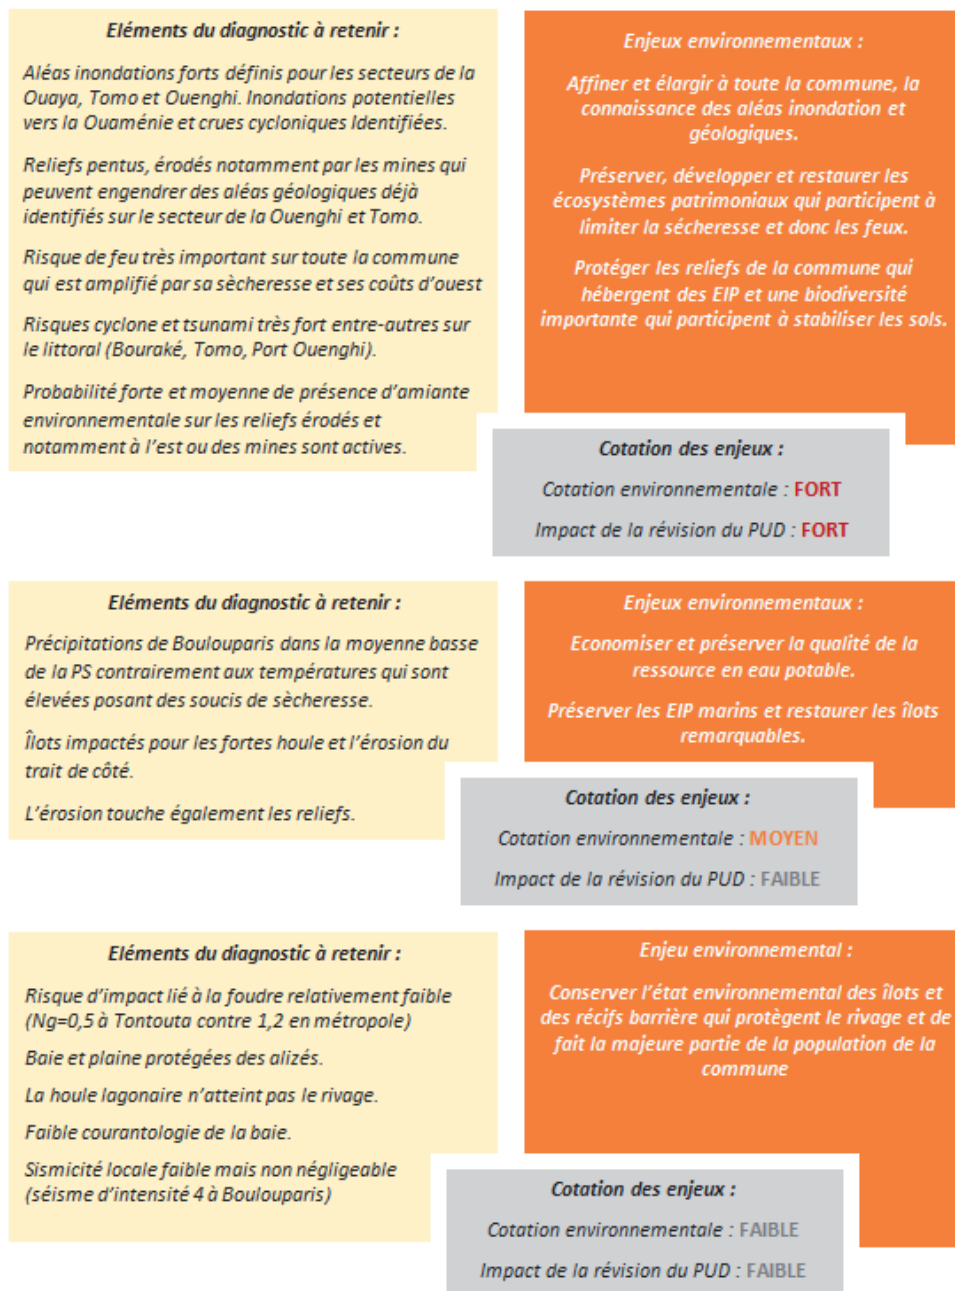 Eléments du diagnostic à retenir :
Aléas inondations forts définis pour les secteurs de la
Ouaya, Tomo et Ouenghi. Inondations potentielles
vers la Ouaménie et crues cycloniques Identifiées.
Reliefs pentus, érodés notamment par les mines qui
peuvent engendrer des aléas géologiques déjà
identifiés sur le secteur de la Ouenghi et Tomo.
Risque de feu très important sur toute la commune
qui est amplifié par sa sècheresse et ses coûts d'ouest
Risques cyclone et tsunami très fort entre-autres sur
le littoral (Bouraké, Tomo, Port Ouenghi).
Probabilité forte et moyenne de présence d'amiante
environnementale sur les reliefs érodés et
notamment à l'est ou des mines sont actives.
Enjeux environnementaux :
Affiner et élargir à toute la commune, la
connaissance des aléas inondation et
géologiques.
Préserver, développer et restaurer les
écosystèmes patrimoniaux qui participent à
limiter la sécheresse et donc les feux.
Protéger les reliefs de la commune qui
hébergent des EIP et une biodiversité
importante qui participent à stabiliser les sols.
Cotation des enjeux :
Cotation environnementale : FORT
Impact de la révision du PUD : FORT
Eléments du diagnostic à retenir :
Précipitations de Boulouparis dans la moyenne basse
de la PS contrairement aux températures qui sont
élevées posant des soucis de sècheresse.
Îlots impactés pour les fortes houle et l'érosion du
trait de côté.
L'érosion touche également les reliefs.
Enjeux environnementaux :
Economiser et préserver la qualité de la
ressource en eau potable.
Préserver les EIP marins et restaurer les îlots
remarquables.
Cotation des enjeux :
Cotation environnementale : MOYEN
Impact de la révision du PUD : FAIBLE
Eléments du diagnostic à retenir :
Risque d'impact lié à la foudre relativement faible
(Ng=0,5 à Tontouta contre 1,2 en métropole)
Baie et plaine protégées des alizés.
La houle lagonaire n'atteint pas le rivage.
Faible courantologie de la baie.
Sismicité locale faible mais non négligeable
(séisme d'intensité 4 à Boulouparis)
Enjeu environnemental :
Conserver l'état environnemental des îlots et
des récifs barrière qui protègent le rivage et de
fait la majeure partie de la population de la
commune
Cotation des enjeux :
Cotation environnementale : FAIBLE
Impact de la révision du PUD : FAIBLE